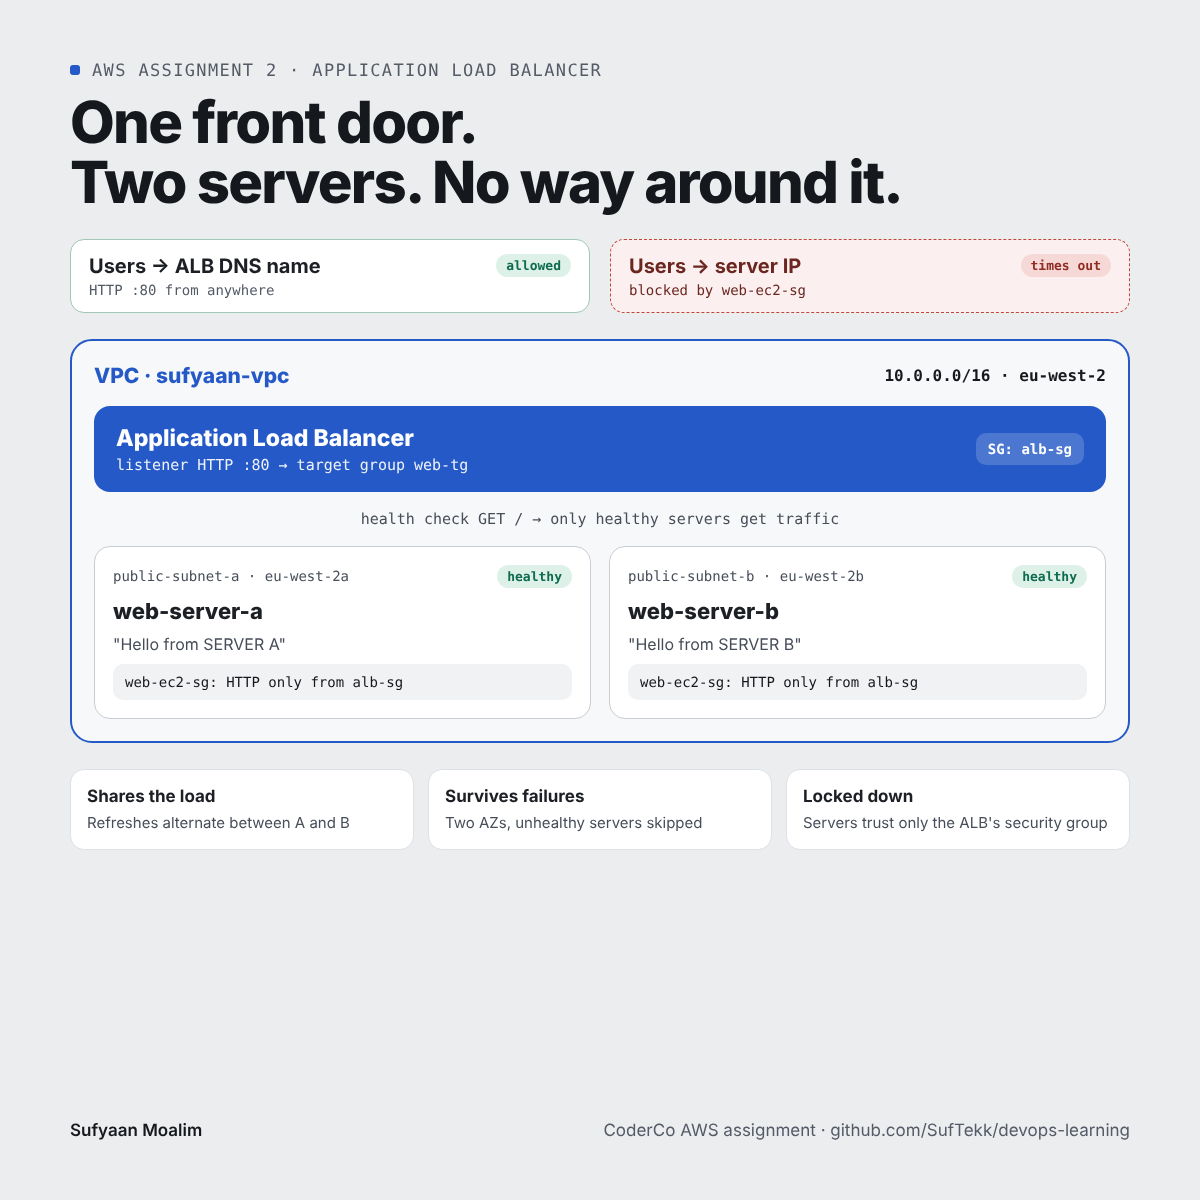 AWS ASSIGNMENT 2 · APPLICATION LOAD BALANCER
One front door.
Two servers. No way around it.
Users → ALB DNS name
allowed
HTTP :80 from anywhere
Users → server IP
times out
blocked by web-ec2-sg
VPC · sufyaan-vpc
10.0.0.0/16 · eu-west-2
Application Load Balancer
listener HTTP :80 → target group web-tg
SG: alb-sg
health check GET / → only healthy servers get traffic
public-subnet-a · eu-west-2a
healthy
web-server-a
"Hello from SERVER A"
web-ec2-sg: HTTP only from alb-sg
public-subnet-b · eu-west-2b
healthy
web-server-b
"Hello from SERVER B"
web-ec2-sg: HTTP only from alb-sg
Shares the load
Refreshes alternate between A and B
Survives failures
Two AZs, unhealthy servers skipped
Locked down
Servers trust only the ALB's security group
Sufyaan Moalim
CoderCo AWS assignment · github.com/SufTekk/devops-learning